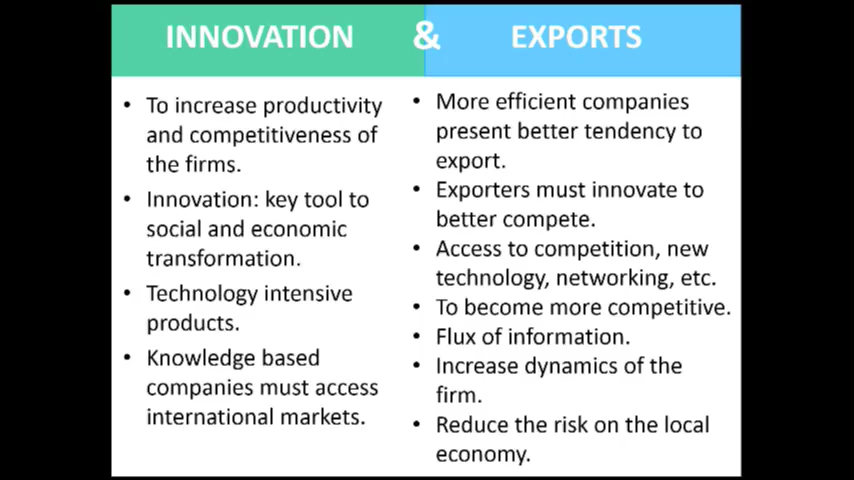 INNOVATION & EXPORTS
• To increase productivity
and competitiveness of
the firms.
• Innovation: key tool to
social and economic
transformation.
• Technology intensive
products.
• Knowledge based
companies must access
international markets.
• More efficient companies
present better tendency to
export.
• Exporters must innovate to
better compete.
• Access to competition, new
technology, networking, etc.
• To become more competitive.
• Flux of information.
• Increase dynamics of the
firm.
• Reduce the risk on the local
economy.